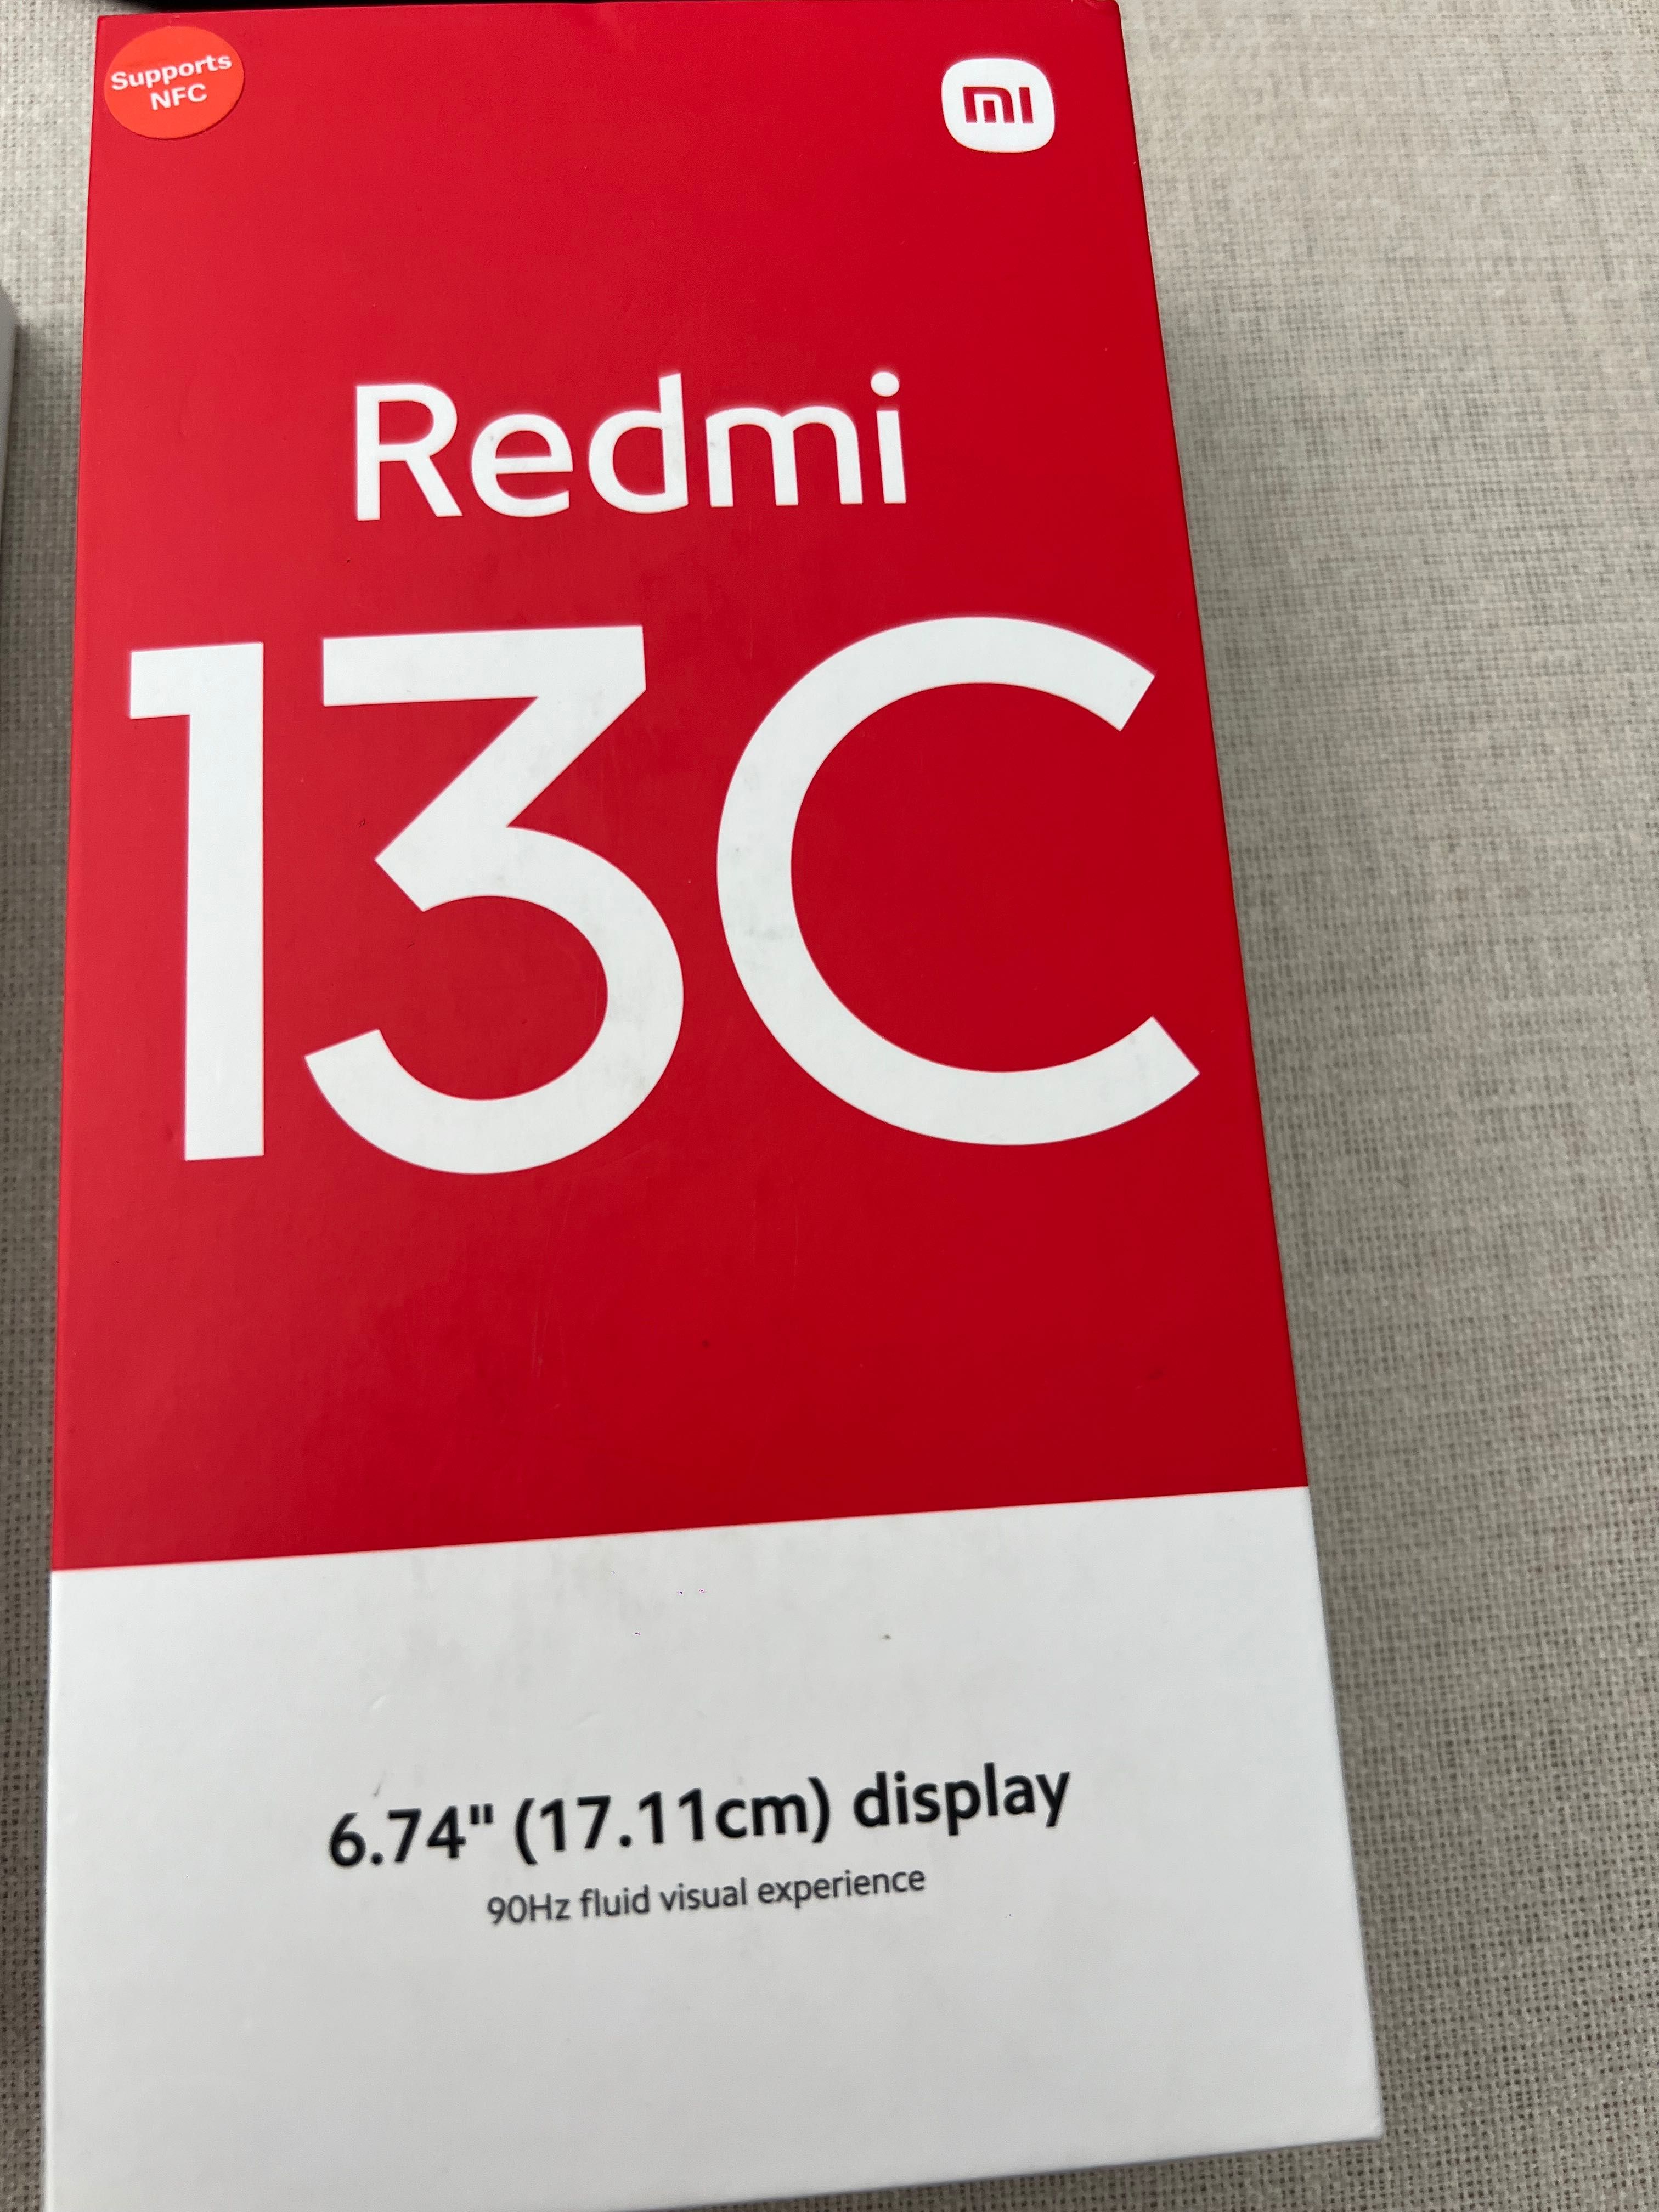 Supports
NFC
mi
Redmi
13C
6.74" (17.11cm) display
90Hz fluid visual experience